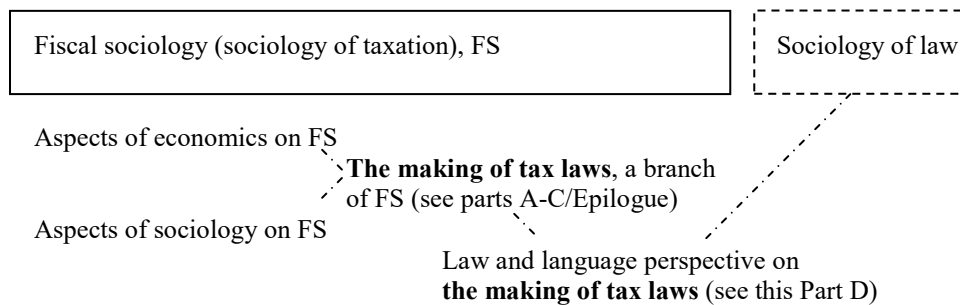 Fiscal sociology (sociology of taxation), FS
Sociology of law
Aspects of economics on FS
The making of tax laws, a branch
of FS (see parts A-C/Epilogue)
Aspects of sociology on FS
Law and language perspective on
the making of tax laws (see this Part D)